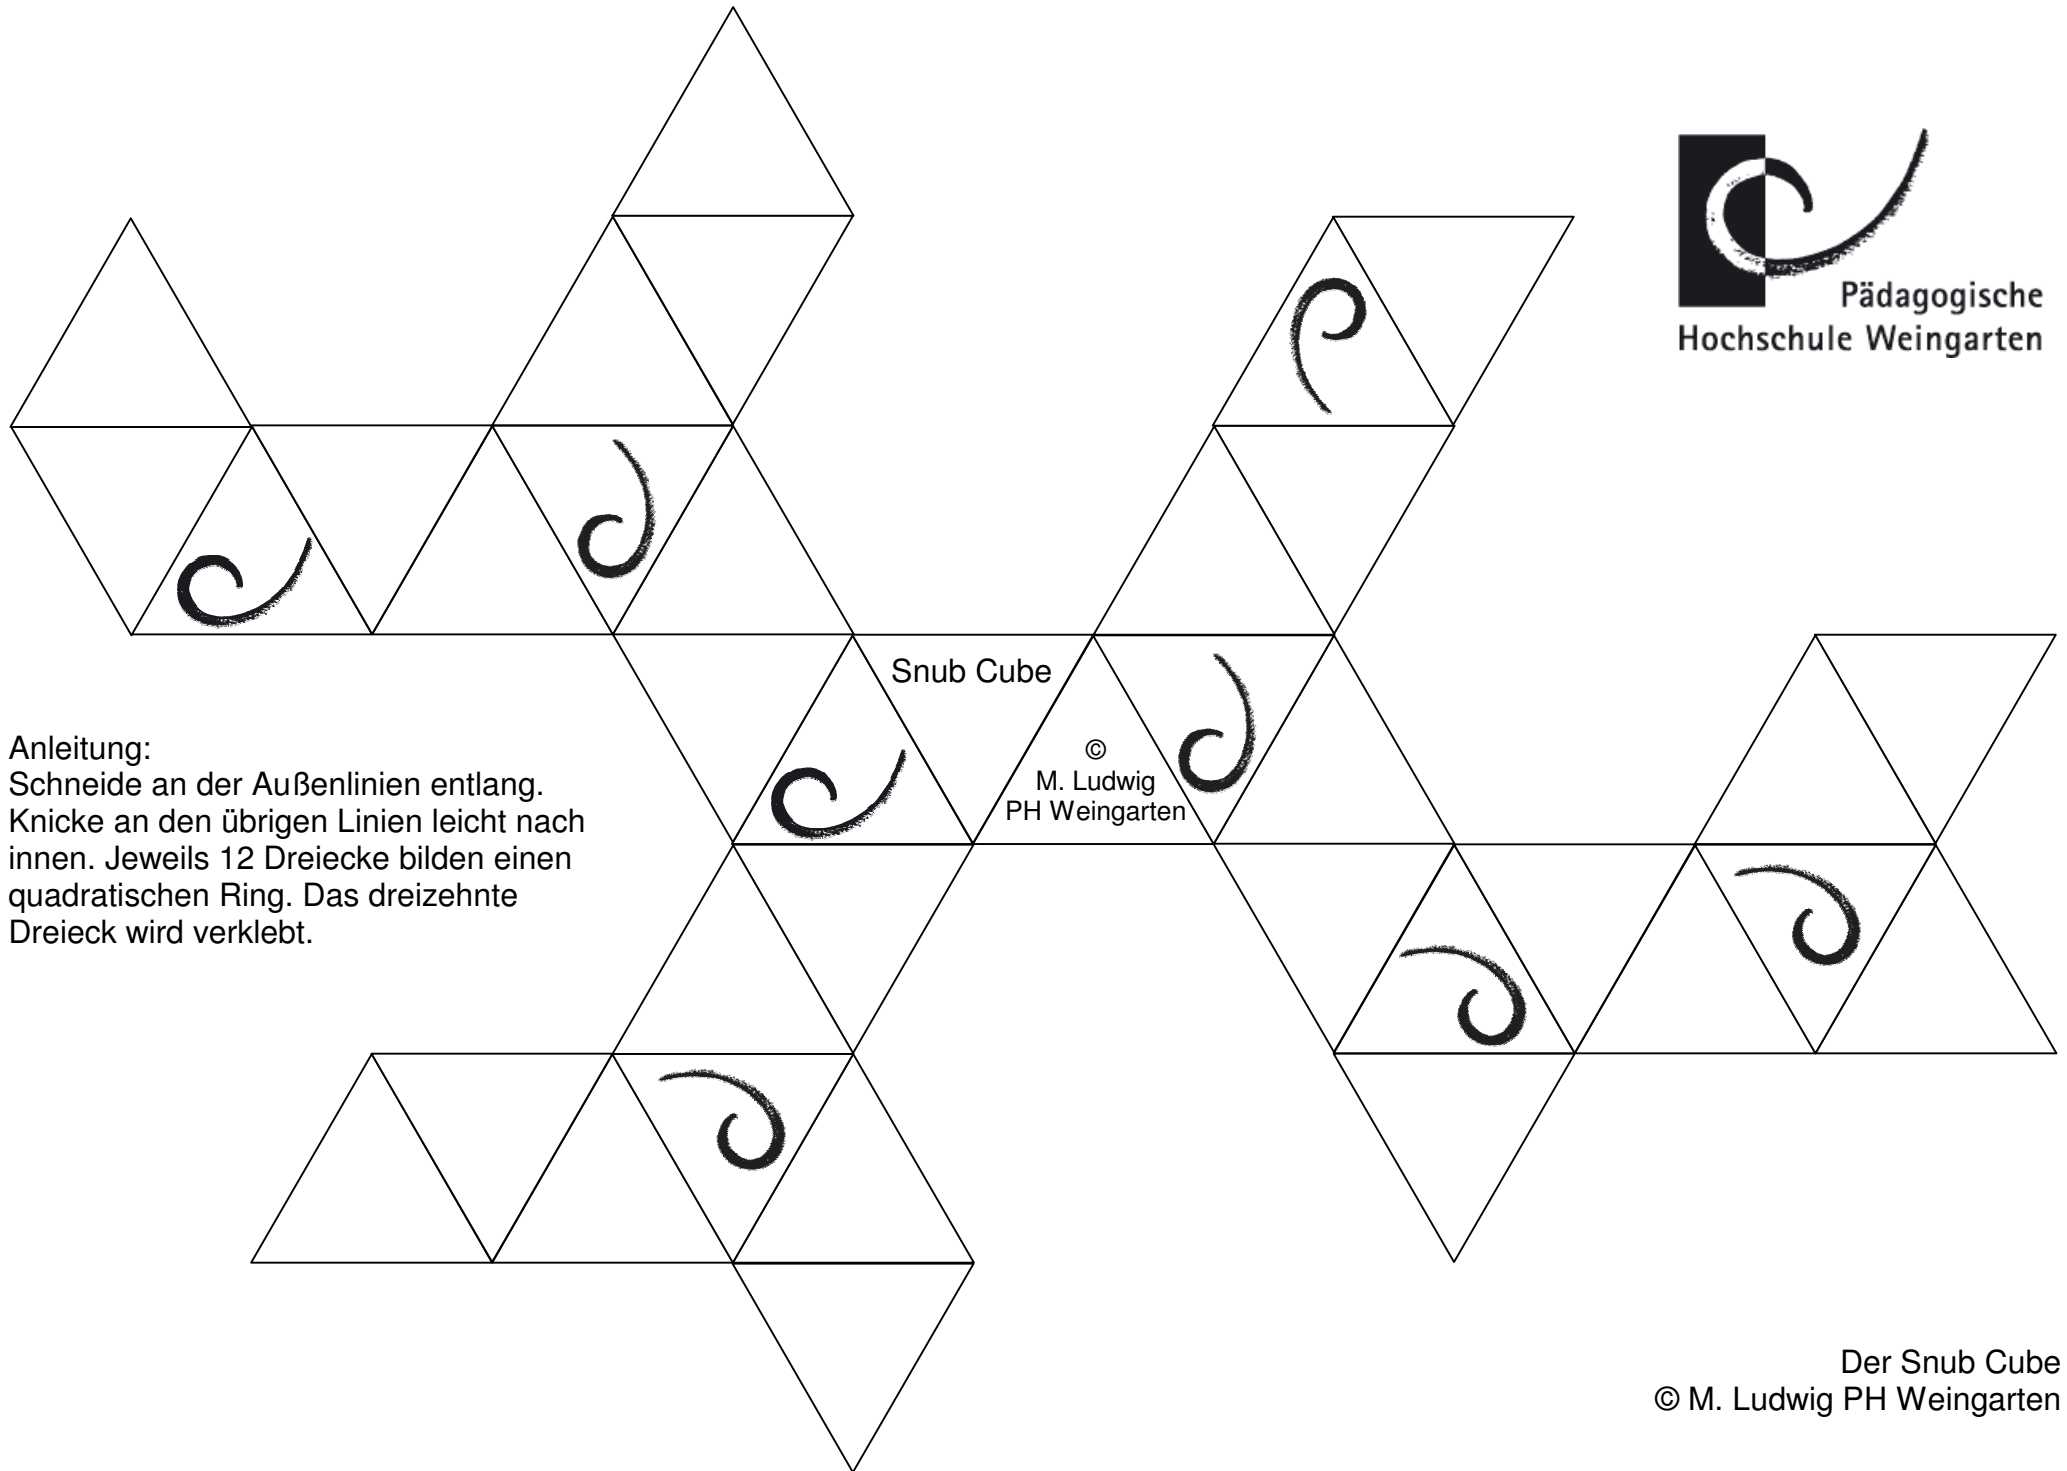 Pädagogische
Hochschule Weingarten
Snub Cube
©
M. Ludwig
PH Weingarten
Anleitung:
Schneide an der Außenlinien entlang.
Knicke an den übrigen Linien leicht nach
innen. Jeweils 12 Dreiecke bilden einen
quadratischen Ring. Das dreizehnte
Dreieck wird verklebt.
Der Snub Cube
© M. Ludwig PH Weingarten